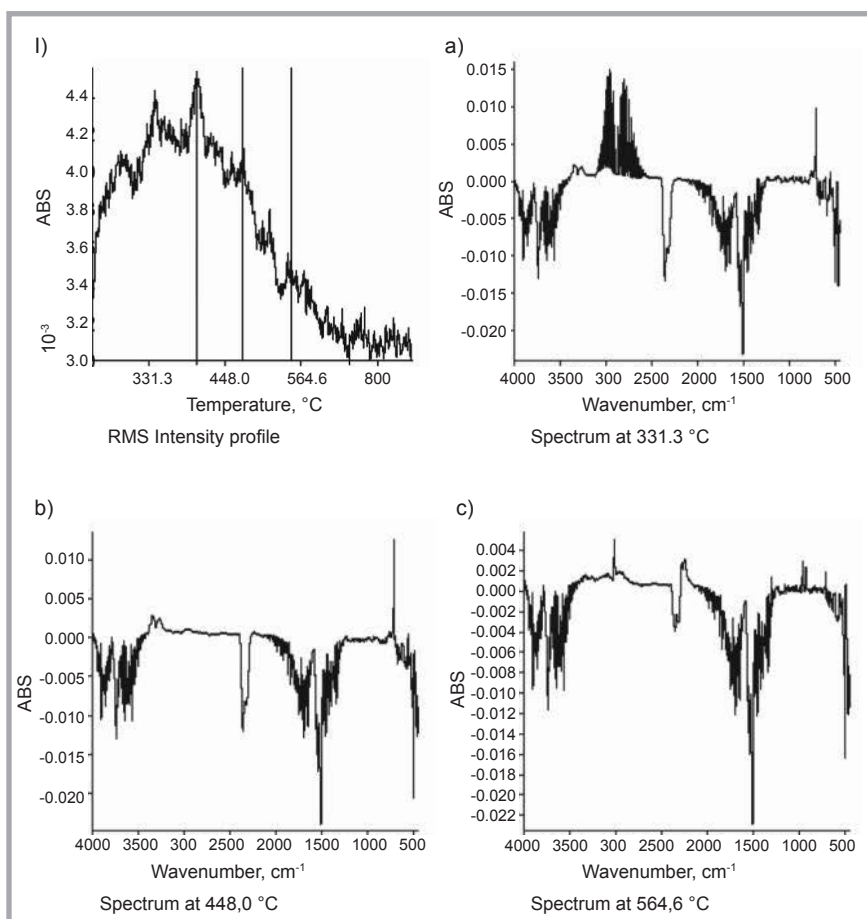 I)
4.4
4.2
4.0
3.8
3.6
3.4
3.2
3.0
ABS
10⁻³
331.3 448.0 564.6 800
Temperature, °C
RMS Intensity profile
a)
0.015
0.010
0.005
0.000
-0.005
-0.010
-0.015
-0.020
ABS
4000 3500 3000 2500 2000 1500 1000 500
Wavenumber, cm⁻¹
Spectrum at 331.3 °C
b)
0.010
0.005
0.000
-0.005
-0.010
-0.015
-0.020
ABS
4000 3500 3000 2500 2000 1500 1000 500
Wavenumber, cm⁻¹
Spectrum at 448,0 °C
c)
0.004
0.002
0.000
-0.002
-0.004
-0.006
-0.008
-0.010
-0.012
-0.014
-0.016
-0.018
-0.020
-0.022
ABS
4000 3500 300 2500 2000 1500 1000 500
Wavenumber, cm⁻¹
Spectrum at 564,6 °C